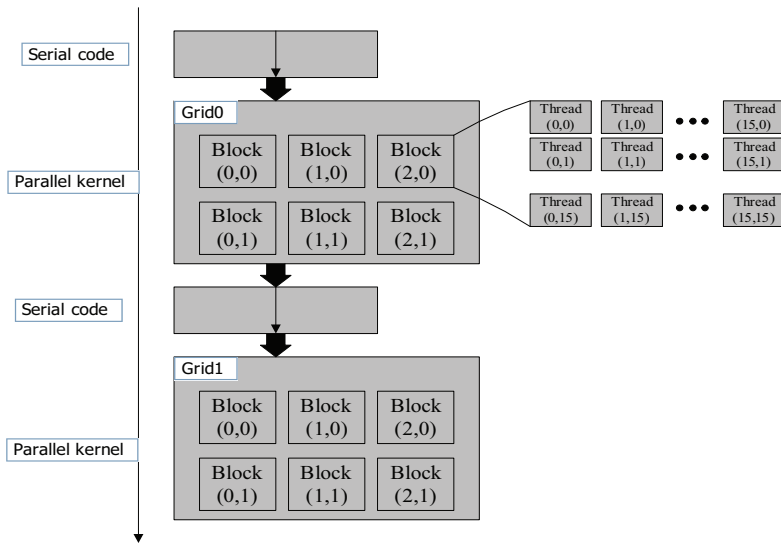 Serial code
Grid0
Thread Thread Thread
(0,0) (1,0) ••• (15,0)
Thread Thread Thread
(0,1) (1,1) ••• (15,1)
Block Block Block
(0,0) (1,0) (2,0)
Parallel kernel
Thread Thread Thread
(0,15) (1,15) ••• (15,15)
Block Block Block
(0,1) (1,1) (2,1)
Serial code
Grid1
Block Block Block
(0,0) (1,0) (2,0)
Parallel kernel
Block Block Block
(0,1) (1,1) (2,1)